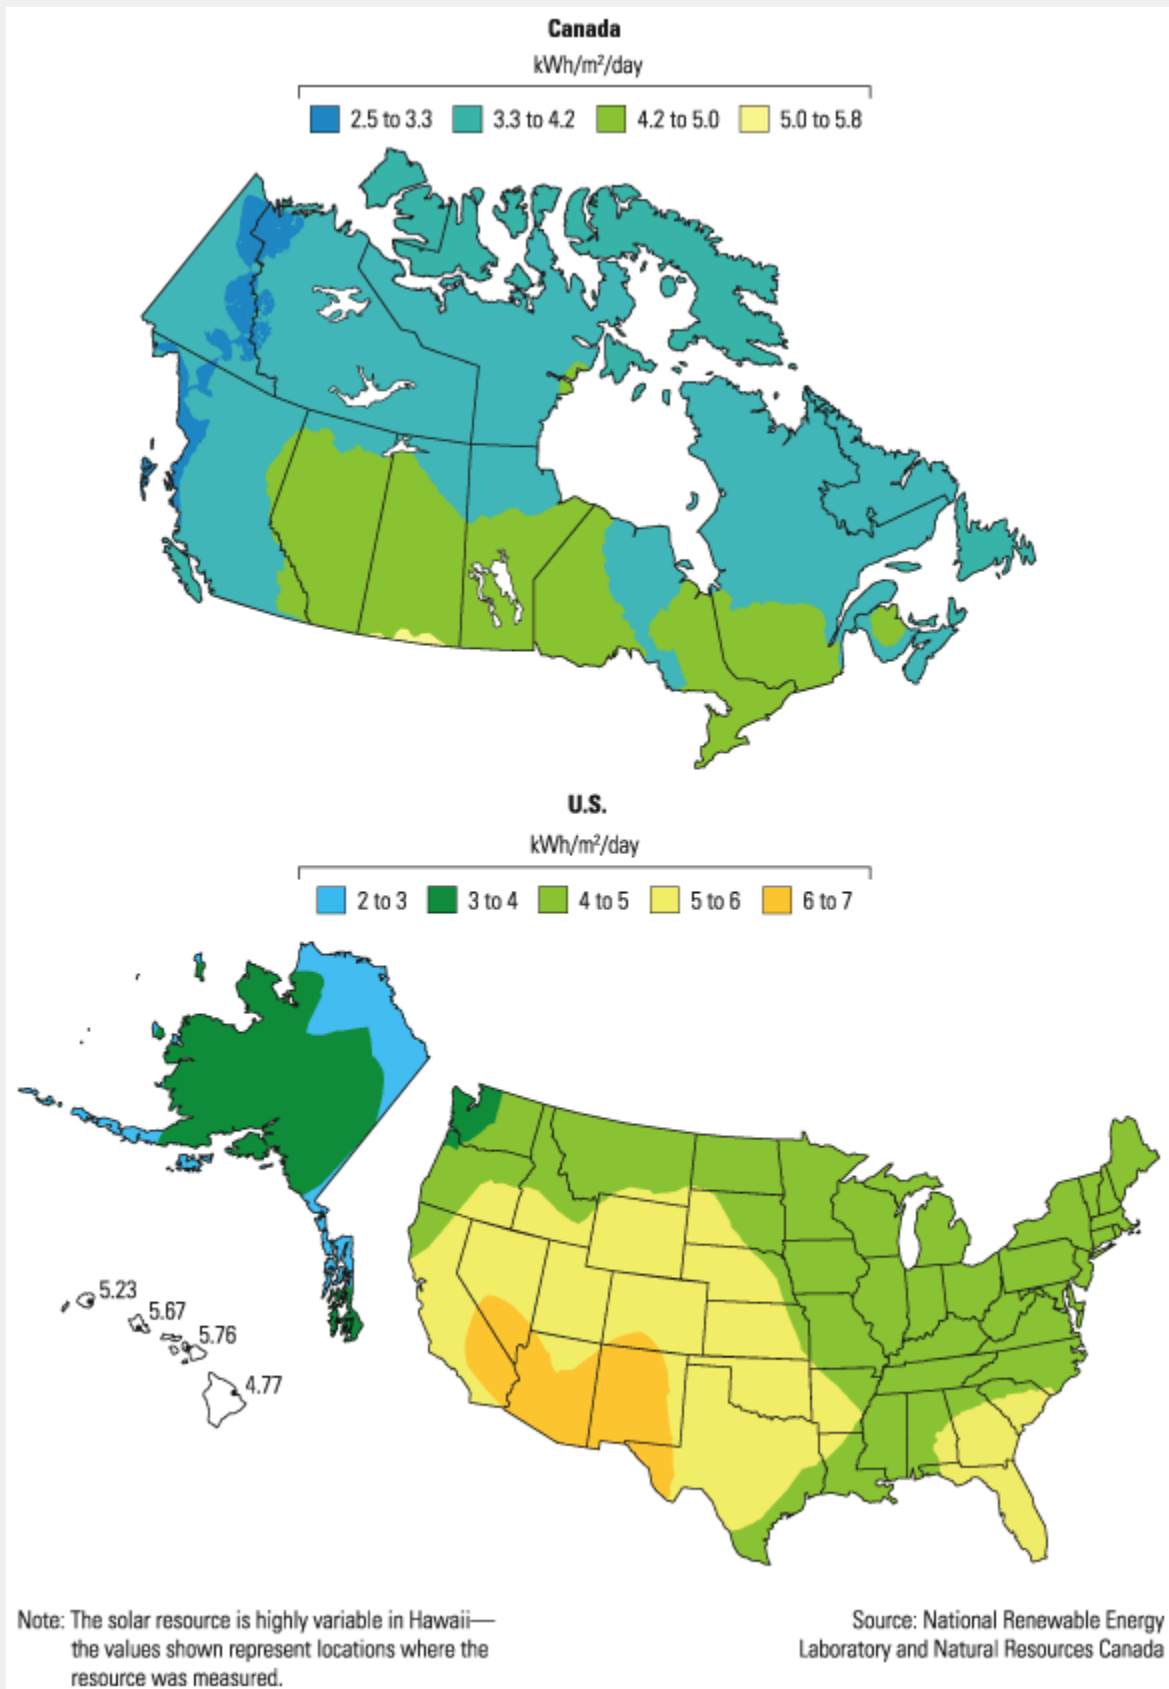 Canada
kWh/m²/day
2.5 to 3.3 3.3 to 4.2 4.2 to 5.0 5.0 to 5.8
U.S.
kWh/m²/day
2 to 3 3 to 4 4 to 5 5 to 6 6 to 7
5.23
5.67
5.76
4.77
Note: The solar resource is highly variable in Hawaii—
the values shown represent locations where the
resource was measured.
Source: National Renewable Energy
Laboratory and Natural Resources Canada